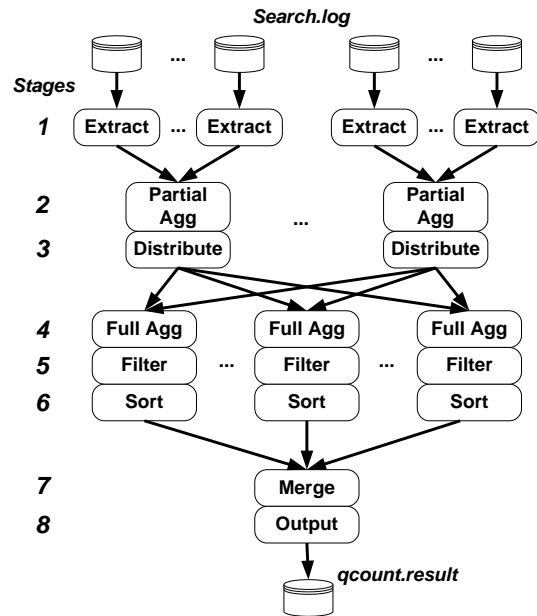 Search.log
... ...
Stages
1 Extract ... Extract Extract ... Extract
2 Partial Agg Partial Agg
...
3 Distribute Distribute
4 Full Agg Full Agg Full Agg
5 Filter ... Filter ... Filter
6 Sort Sort Sort
7 Merge
8 Output
qcount.result